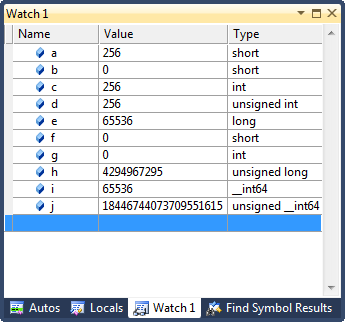 Watch 1
Name Value Type
a 256 short
b 0 short
c 256 int
d 256 unsigned int
e 65536 long
f 0 short
g 0 int
h 4294967295 unsigned long
i 65536 __int64
j 18446744073709551615 unsigned __int64
Autos Locals Watch 1 Find Symbol Results